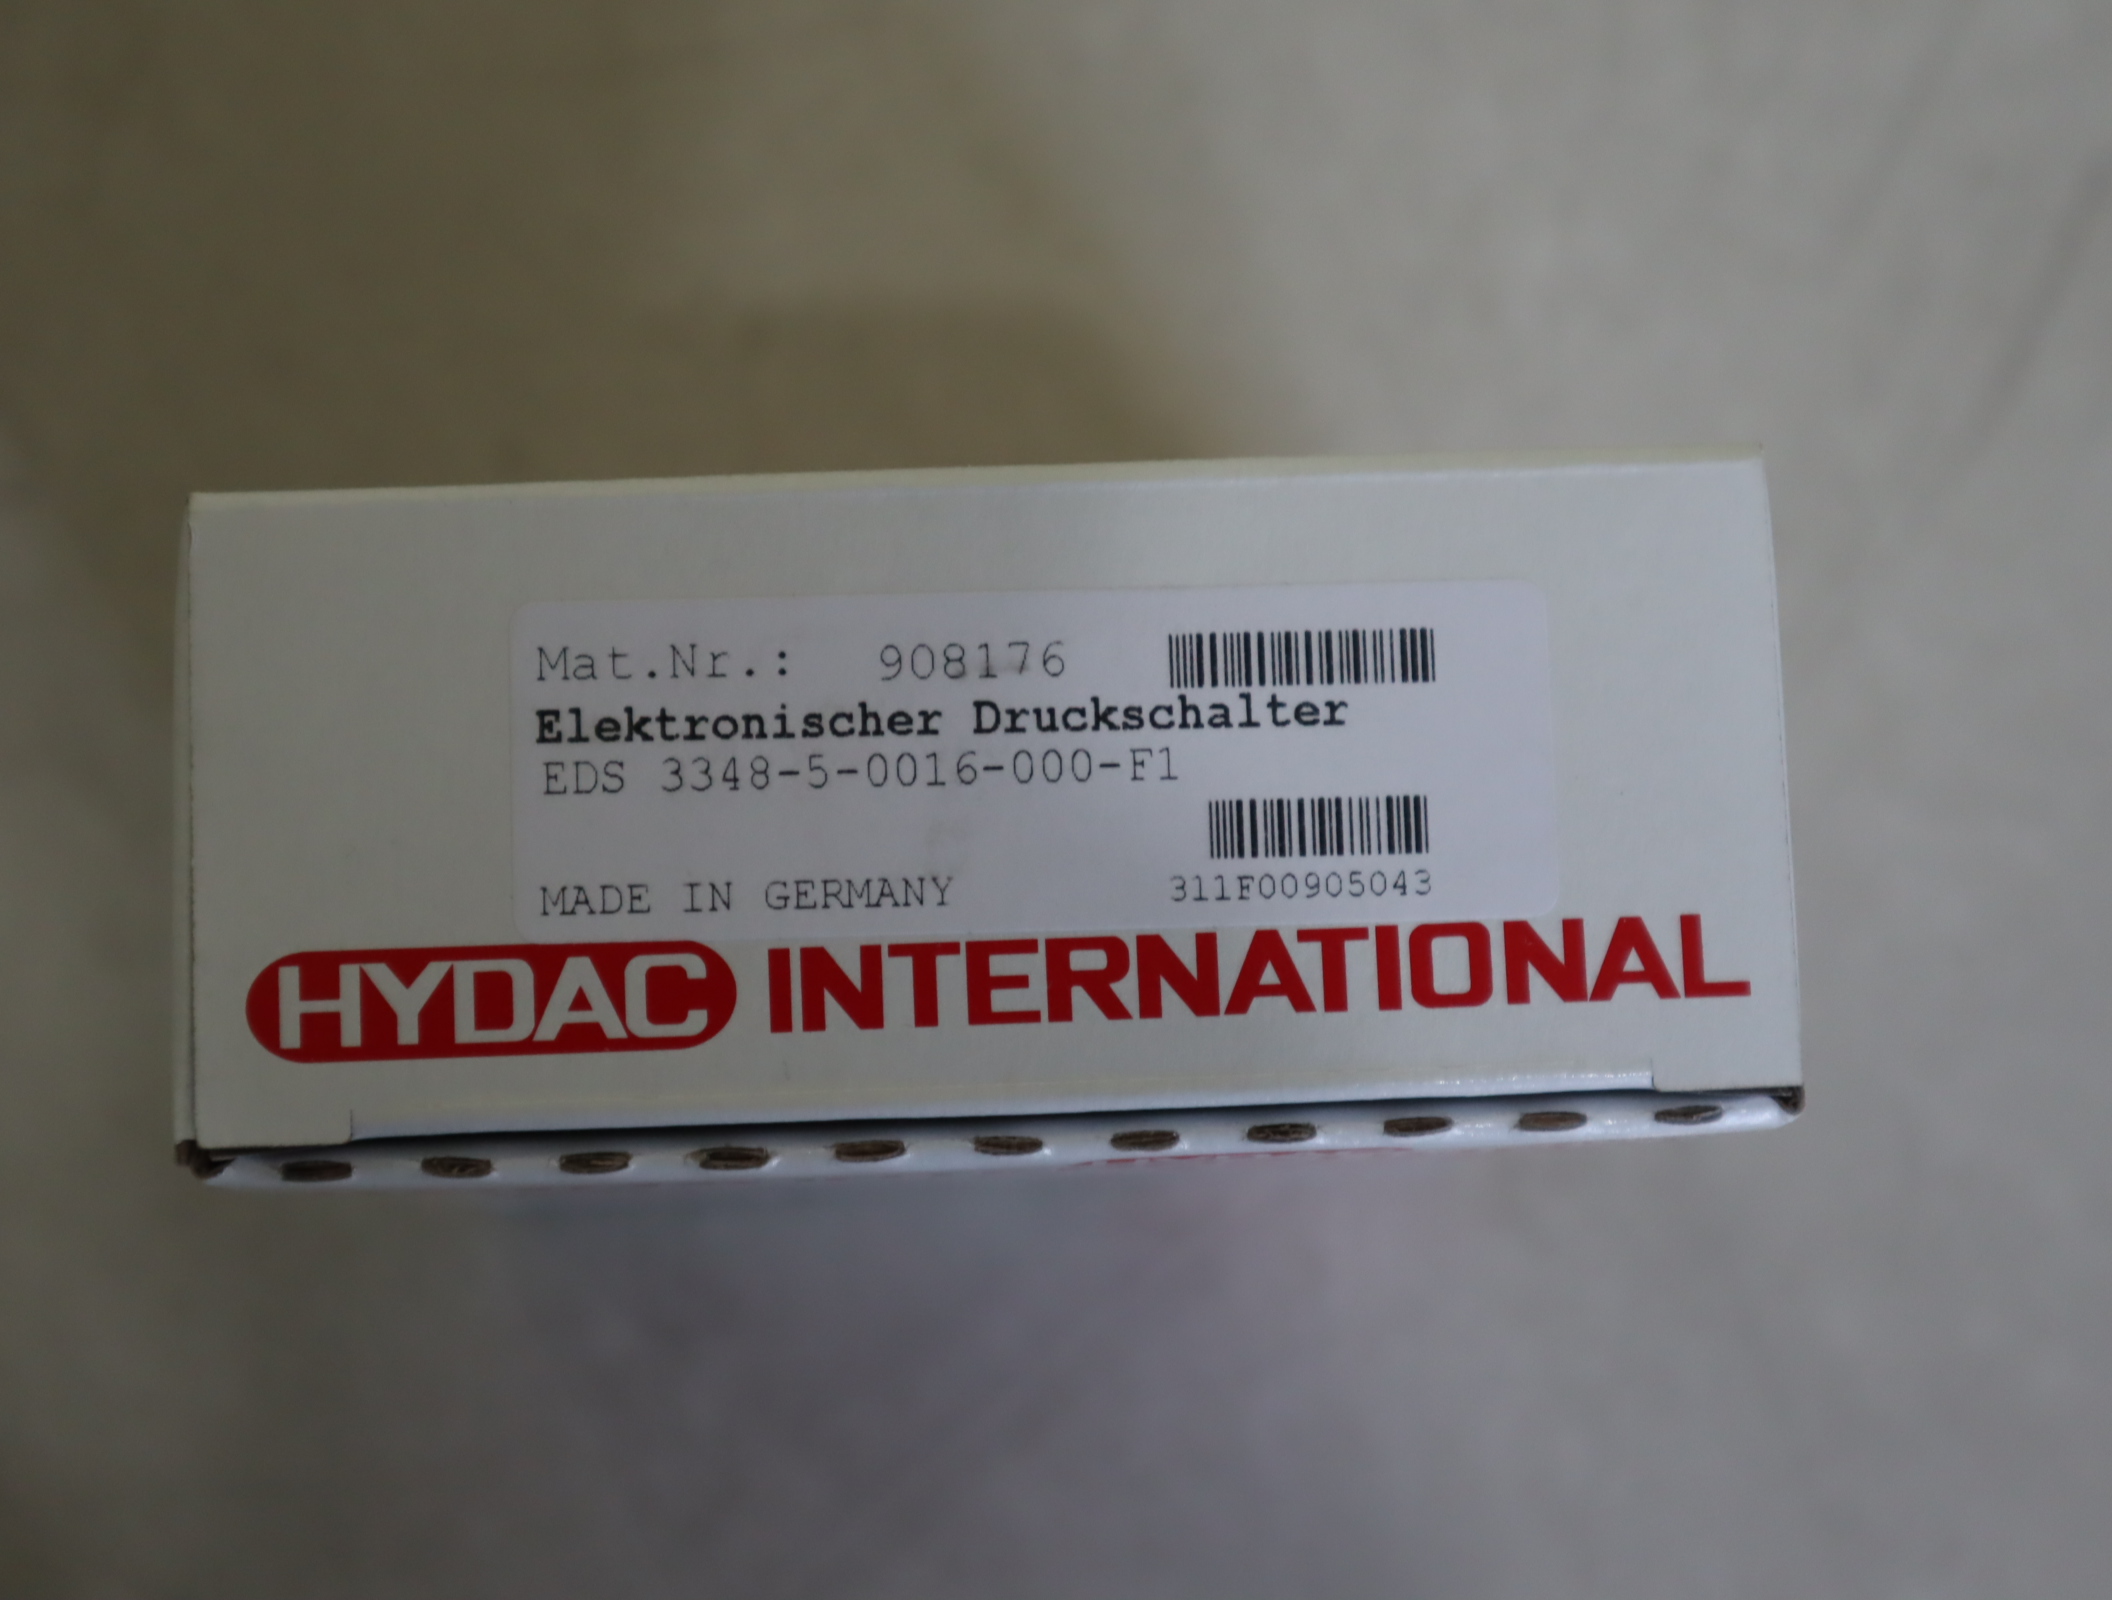 Mat.Nr.: 908176
Elektronischer Druckschalter
EDS 3348-5-0016-000-F1
MADE IN GERMANY 311F00905043
HYDAC INTERNATIONAL